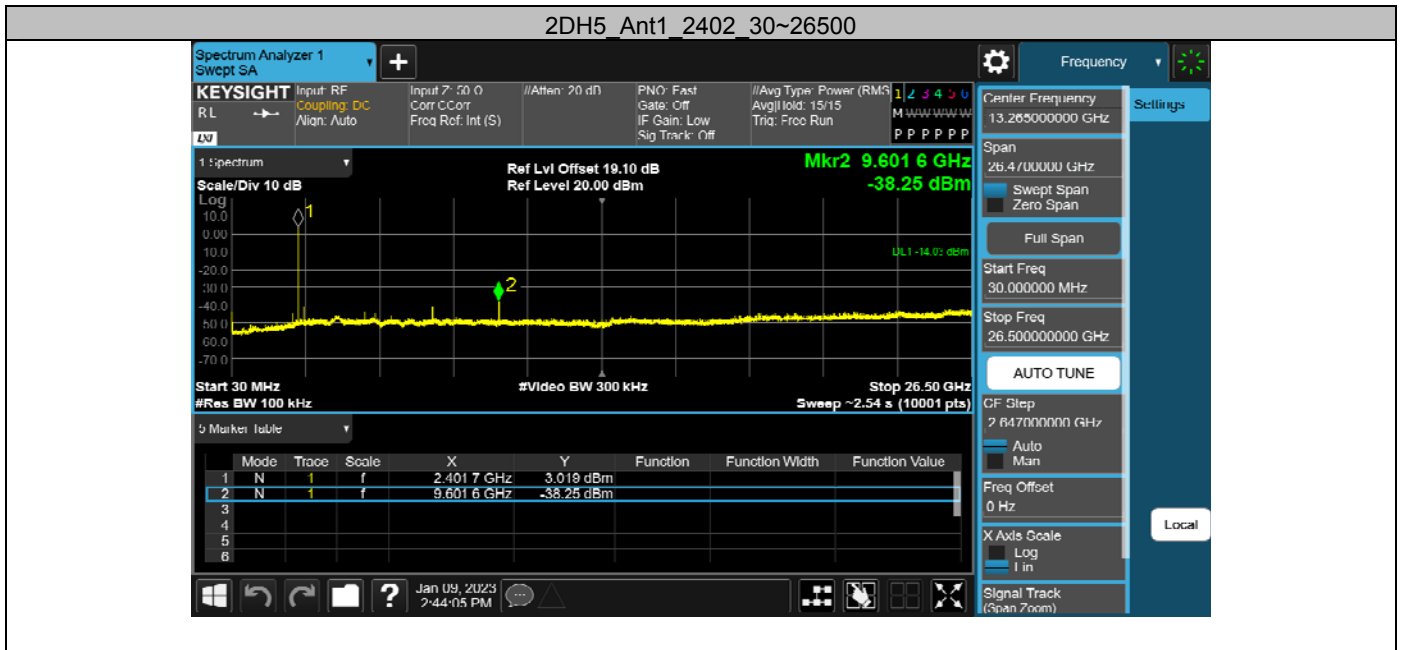 2DH5_Ant1_2402_30~26500
Spectrum Analyzer 1
Swept SA
+
Frequency
KEYSIGHT
RL
LXI
Input: RF
Coupling: DC
Align: Auto
Input Z: 50 Ω
Corr CCorr
Freq Ref: Int (S)
#Atten: 20 dB
PNO: Fast
Gate: Off
IF Gain: Low
Sig Track: Off
#Avg Type: Power (RMS
Avg|Hold: 15/15
Trig: Free Run
1 2 3 4 5 6
M W W W W W
P P P P P P
1 Spectrum
Scale/Div 10 dB
Log
Ref Lvl Offset 19.10 dB
Ref Level 20.00 dBm
Mkr2 9.601 6 GHz
-38.25 dBm
10.0
0.00
10.0
-20.0
30.0
-40.0
50.0
60.0
-70.0
1
2
DL1 -14.03 dBm
Start 30 MHz
#Res BW 100 kHz
#Video BW 300 kHz
Stop 26.50 GHz
Sweep ~2.54 s (10001 pts)
5 Marker Table
Mode Trace Scale X Y Function Function Width Function Value
1 N 1 f 2.401 7 GHz 3.019 dBm
2 N 1 f 9.601 6 GHz -38.25 dBm
3
4
5
6
?
Jan 09, 2023
2:44:05 PM
Center Frequency
13.265000000 GHz
Span
26.4700000 GHz
Swept Span
Zero Span
Full Span
Start Freq
30.000000 MHz
Stop Freq
26.500000000 GHz
AUTO TUNE
CF Step
2.647000000 GHz
Auto
Man
Freq Offset
0 Hz
X Axis Scale
Log
Lin
Signal Track
(Span Zoom)
Settings
Local